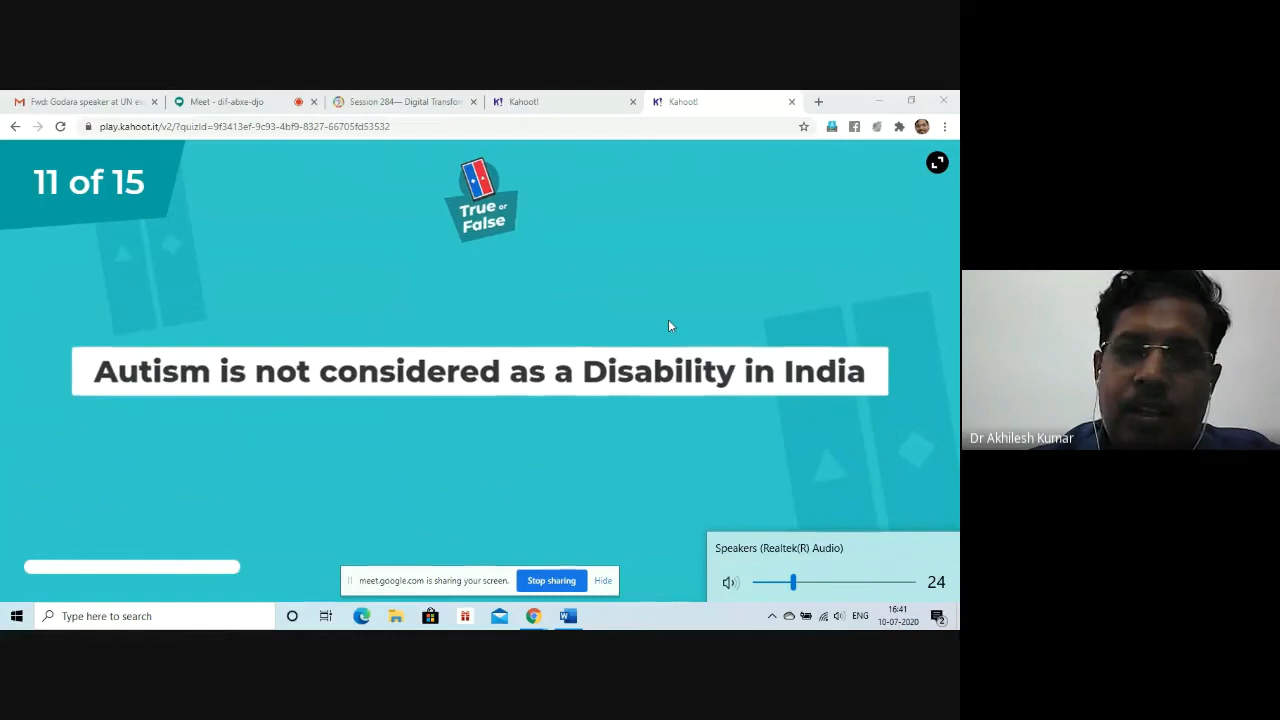 Fwd: Godara speaker at UN ev
Meet - dif-abxe-djo
Session 284— Digital Transfor
K! Kahoot!
K! Kahoot!
play.kahoot.it/v2/?quizId=9f3413ef-9c93-4bf9-8327-66705fd53532
11 of 15
True or
False
Autism is not considered as a Disability in India
Dr Akhilesh Kumar
Speakers (Realtek(R) Audio)
24
meet.google.com is sharing your screen.
Stop sharing
Hide
Type here to search
ENG
16:41
10-07-2020
2